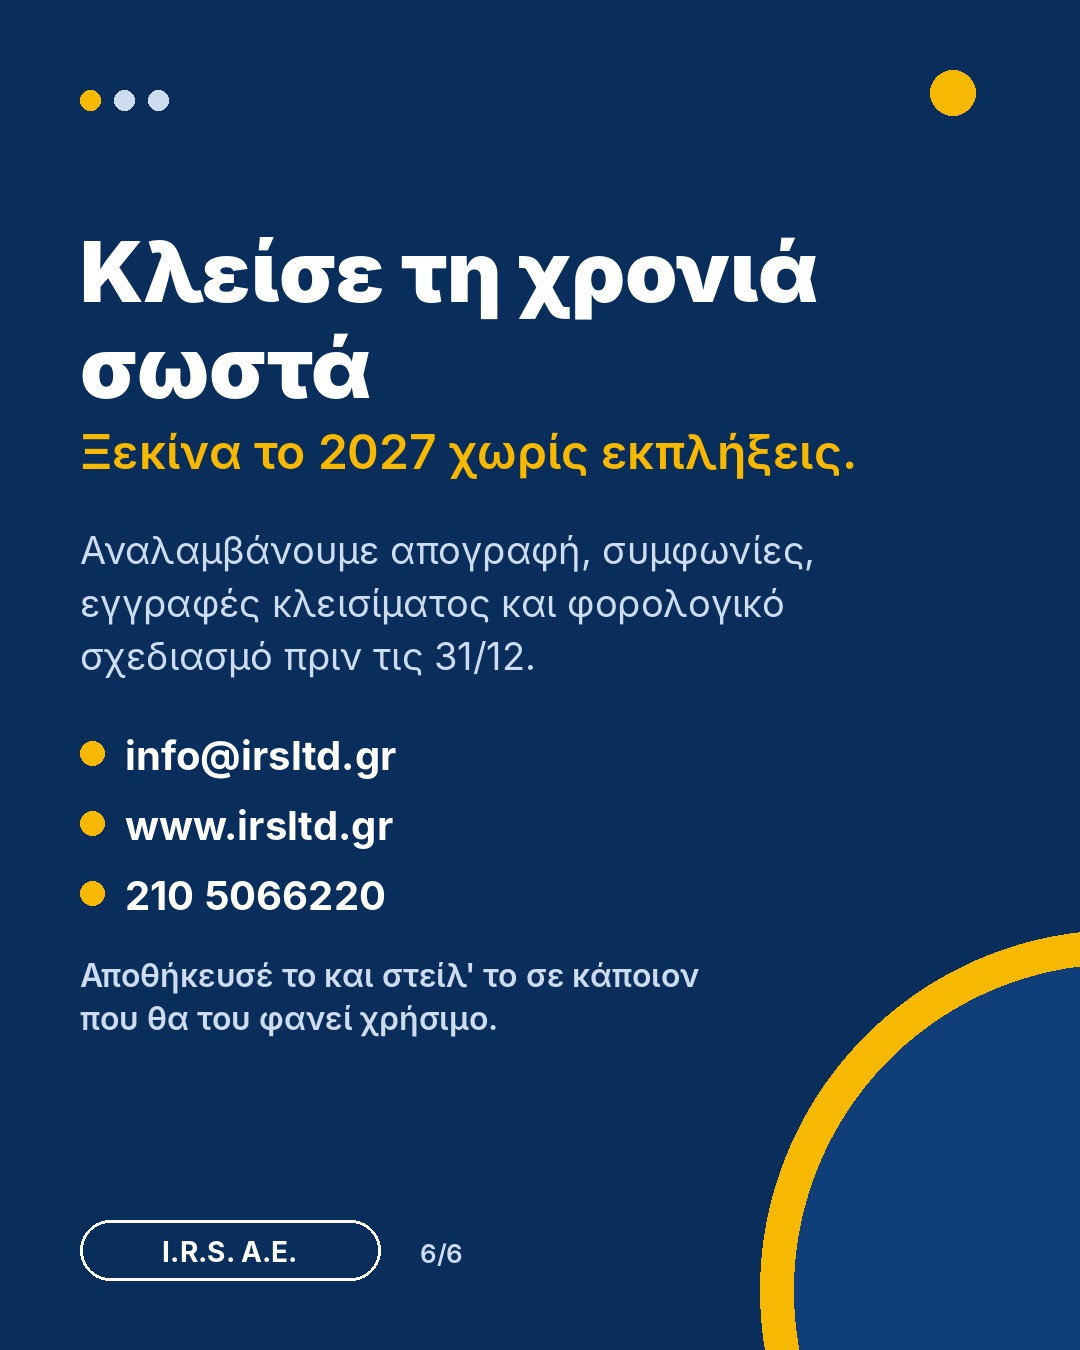 Κλείσε τη χρονιά
σωστά
Ξεκίνα το 2027 χωρίς εκπλήξεις.
Αναλαμβάνουμε απογραφή, συμφωνίες,
εγγραφές κλεισίματος και φορολογικό
σχεδιασμό πριν τις 31/12.
info@irsltd.gr
www.irsltd.gr
210 5066220
Αποθήκευσέ το και στείλ' το σε κάποιον
που θα του φανεί χρήσιμο.
I.R.S. A.E.
6/6